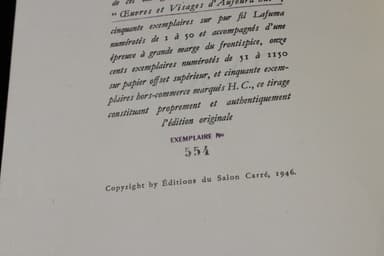 " Œuvres et Visages d'Aujourd'hui ",
cinquante exemplaires sur pur fil Lafuma
numérotés de 1 à 50 et accompagnés d'une
épreuve à grande marge du frontispice, onze
cents exemplaires numérotés de 51 à 1150
sur papier offset supérieur, et cinquante exem-
plaires hors-commerce marqués H. C., ce tirage
constituant proprement et authentiquement
l'édition originale
EXEMPLAIRE No
554
Copyright by Éditions du Salon Carré, 1946.